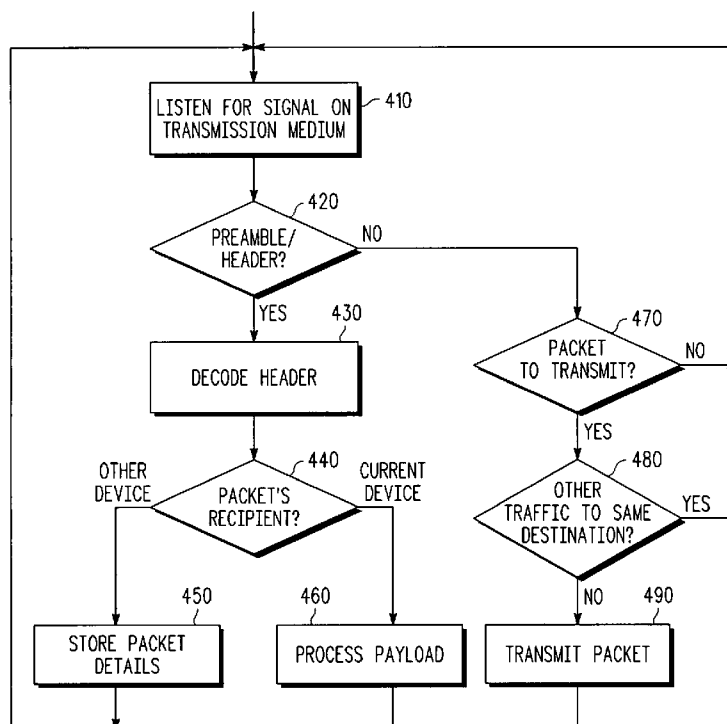 LISTEN FOR SIGNAL ON
TRANSMISSION MEDIUM
410
420
PREAMBLE/
HEADER?
NO
YES
430
DECODE HEADER
470
PACKET
TO TRANSMIT?
NO
YES
440
OTHER
DEVICE
PACKET'S
RECIPIENT?
CURRENT
DEVICE
480
OTHER
TRAFFIC TO SAME
DESTINATION?
YES
NO
450
STORE PACKET
DETAILS
460
PROCESS PAYLOAD
490
TRANSMIT PACKET